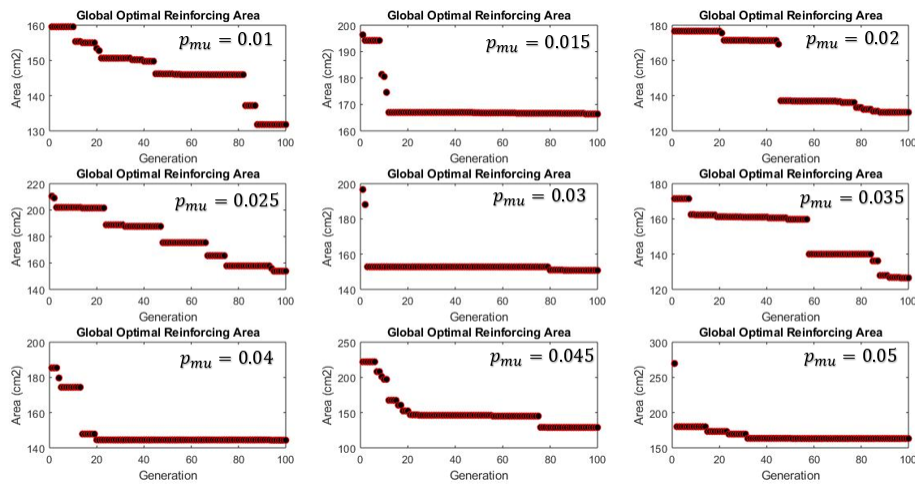 Global Optimal Reinforcing Area
p_mu = 0.01
Area (cm2)
160
150
140
130
0 20 40 60 80 100
Generation
Global Optimal Reinforcing Area
p_mu = 0.015
Area (cm2)
200
190
180
170
160
0 20 40 60 80 100
Generation
Global Optimal Reinforcing Area
p_mu = 0.02
Area (cm2)
180
160
140
120
0 20 40 60 80 100
Generation
Global Optimal Reinforcing Area
p_mu = 0.025
Area (cm2)
220
200
180
160
140
0 20 40 60 80 100
Generation
Global Optimal Reinforcing Area
p_mu = 0.03
Area (cm2)
200
180
160
140
0 20 40 60 80 100
Generation
Global Optimal Reinforcing Area
p_mu = 0.035
Area (cm2)
180
160
140
120
0 20 40 60 80 100
Generation
Global Optimal Reinforcing Area
p_mu = 0.04
Area (cm2)
200
180
160
140
0 20 40 60 80 100
Generation
Global Optimal Reinforcing Area
p_mu = 0.045
Area (cm2)
250
200
150
100
0 20 40 60 80 100
Generation
Global Optimal Reinforcing Area
p_mu = 0.05
Area (cm2)
300
250
200
150
0 20 40 60 80 100
Generation